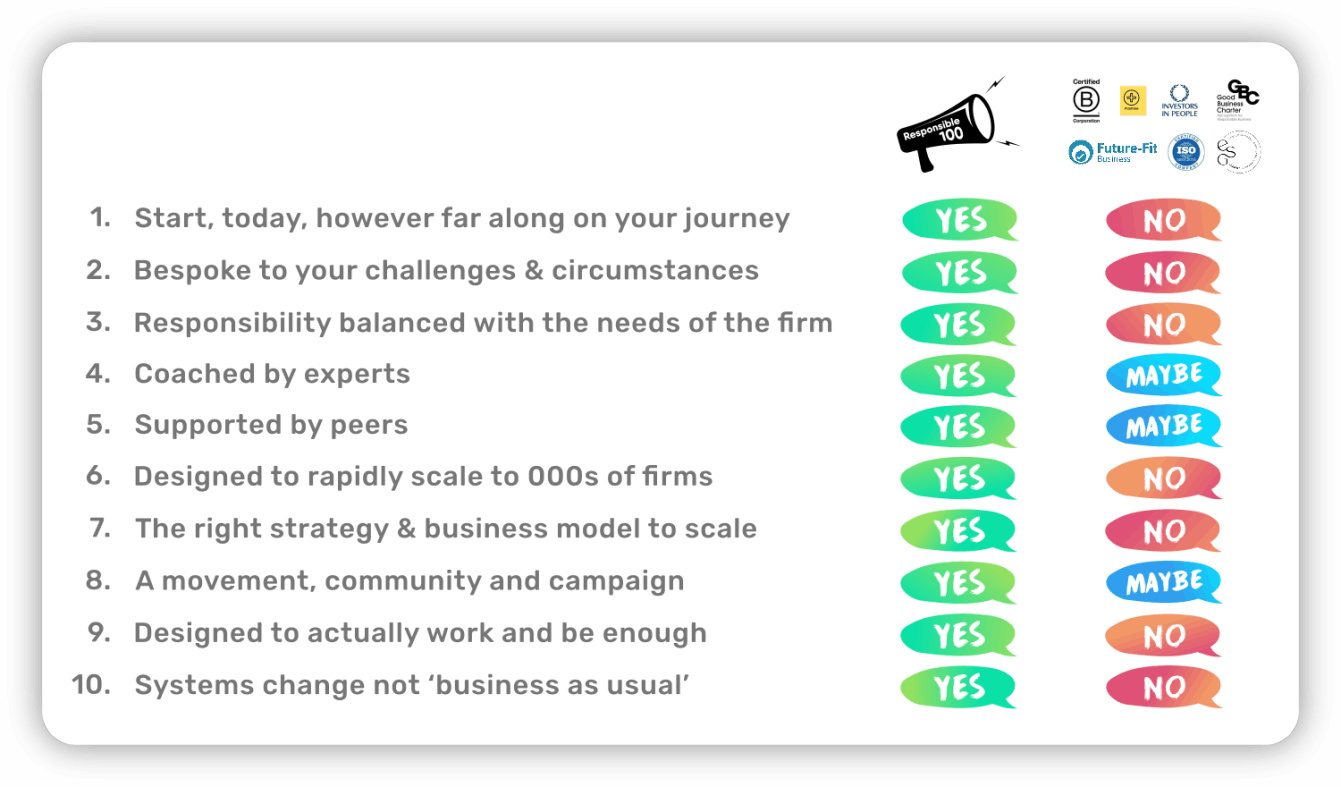 Responsible
100
Certified
B
Corporation
INVESTORS
IN PEOPLE
GBC
Good
Business
Charter
Future-Fit
Business
ISO
1. Start, today, however far along on your journey YES NO
2. Bespoke to your challenges & circumstances YES NO
3. Responsibility balanced with the needs of the firm YES NO
4. Coached by experts YES MAYBE
5. Supported by peers YES MAYBE
6. Designed to rapidly scale to 000s of firms YES NO
7. The right strategy & business model to scale YES NO
8. A movement, community and campaign YES MAYBE
9. Designed to actually work and be enough YES NO
10. Systems change not ‘business as usual’ YES NO